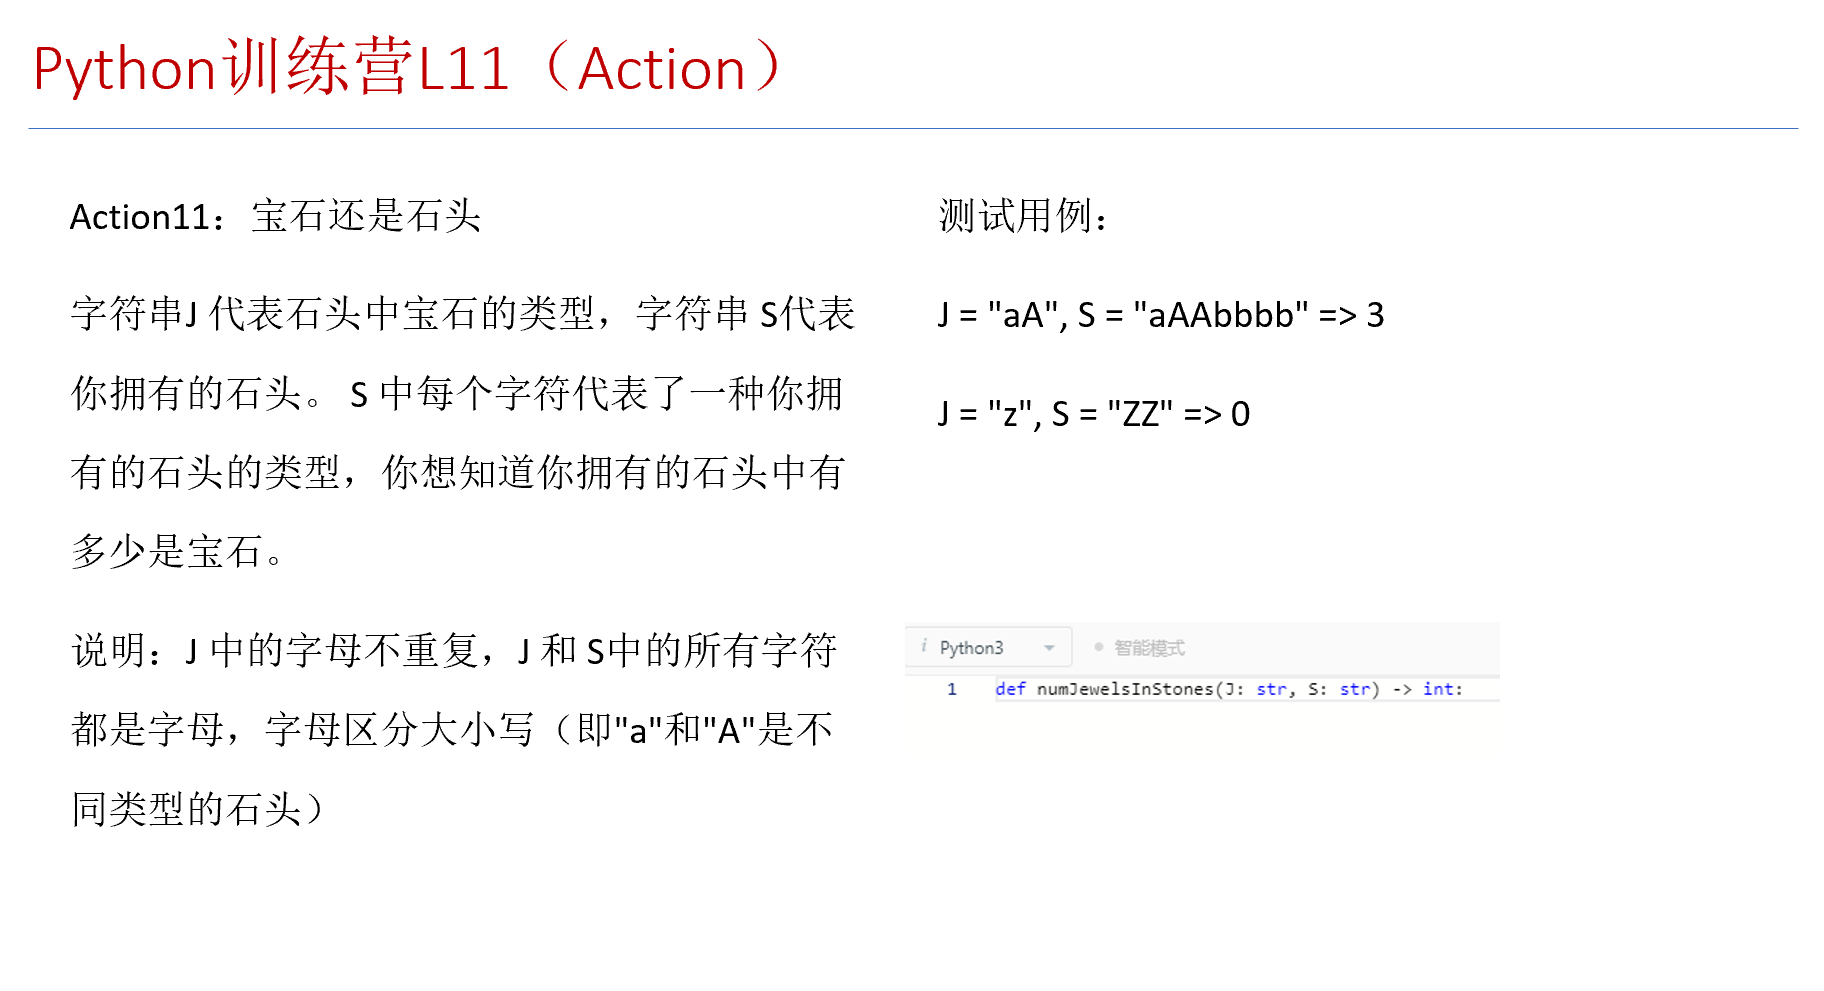 Python训练营L11（Action）
Action11：宝石还是石头
字符串J 代表石头中宝石的类型，字符串 S代表
你拥有的石头。 S 中每个字符代表了一种你拥
有的石头的类型，你想知道你拥有的石头中有
多少是宝石。
说明：J 中的字母不重复，J 和 S中的所有字符
都是字母，字母区分大小写（即"a"和"A"是不
同类型的石头）
测试用例：
J = "aA", S = "aAAbbbb" => 3
J = "z", S = "ZZ" => 0
i Python3 智能模式
1 def numJewelsInStones(J: str, S: str) -> int: